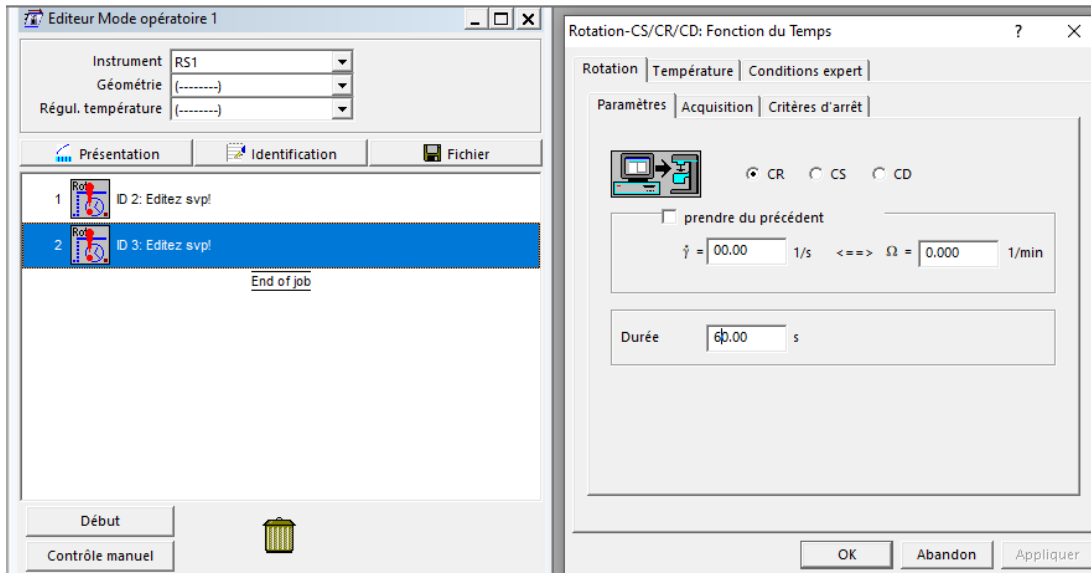 Editeur Mode opératoire 1
Instrument RS1
Géométrie (--------)
Régul. température (--------)
Présentation Identification Fichier
1 Rot ID 2: Editez svp!
2 Rot ID 3: Editez svp!
End of job
Début
Contrôle manuel
Rotation-CS/CR/CD: Fonction du Temps ?
Rotation Température Conditions expert
Paramètres Acquisition Critères d'arrêt
CR CS CD
prendre du précédent
γ̇ = 00.00 1/s <==> Ω = 0.000 1/min
Durée 60.00 s
OK Abandon Appliquer